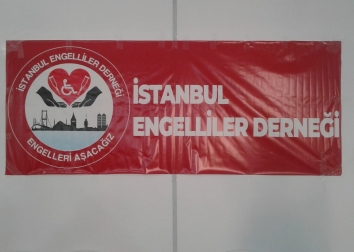 İSTANBUL ENGELLİLER DERNEĞİ
ENGELLERİ AŞACAĞIZ
İSTANBUL
ENGELLİLER DERNEĞİ